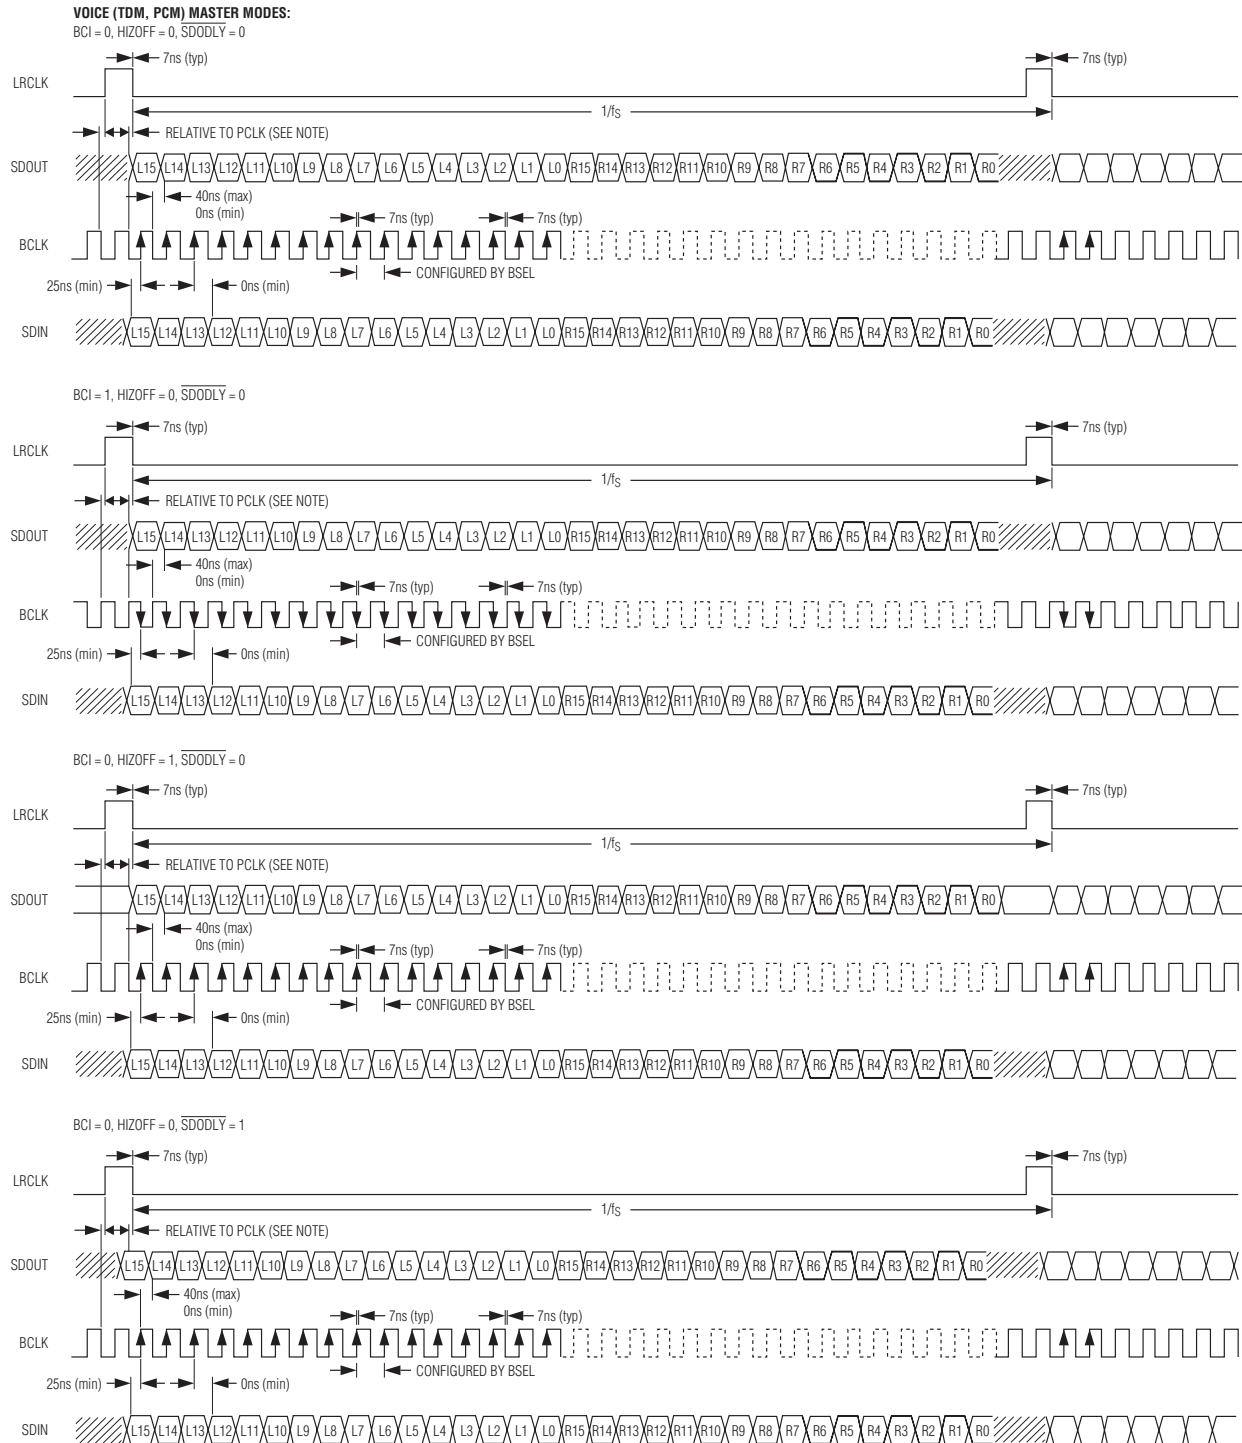 VOICE (TDM, PCM) MASTER MODES:
BCI = 0, HIZOFF = 0, SDODLY = 0
7ns (typ) 7ns (typ)
LRCLK
1/fS
RELATIVE TO PCLK (SEE NOTE)
SDOUT L15 L14 L13 L12 L11 L10 L9 L8 L7 L6 L5 L4 L3 L2 L1 L0 R15 R14 R13 R12 R11 R10 R9 R8 R7 R6 R5 R4 R3 R2 R1 R0
40ns (max)
0ns (min) 7ns (typ) 7ns (typ)
BCLK
CONFIGURED BY BSEL
25ns (min) 0ns (min)
SDIN L15 L14 L13 L12 L11 L10 L9 L8 L7 L6 L5 L4 L3 L2 L1 L0 R15 R14 R13 R12 R11 R10 R9 R8 R7 R6 R5 R4 R3 R2 R1 R0
BCI = 1, HIZOFF = 0, SDODLY = 0
7ns (typ) 7ns (typ)
LRCLK
1/fS
RELATIVE TO PCLK (SEE NOTE)
SDOUT L15 L14 L13 L12 L11 L10 L9 L8 L7 L6 L5 L4 L3 L2 L1 L0 R15 R14 R13 R12 R11 R10 R9 R8 R7 R6 R5 R4 R3 R2 R1 R0
40ns (max)
0ns (min) 7ns (typ) 7ns (typ)
BCLK
CONFIGURED BY BSEL
25ns (min) 0ns (min)
SDIN L15 L14 L13 L12 L11 L10 L9 L8 L7 L6 L5 L4 L3 L2 L1 L0 R15 R14 R13 R12 R11 R10 R9 R8 R7 R6 R5 R4 R3 R2 R1 R0
BCI = 0, HIZOFF = 1, SDODLY = 0
7ns (typ) 7ns (typ)
LRCLK
1/fS
RELATIVE TO PCLK (SEE NOTE)
SDOUT L15 L14 L13 L12 L11 L10 L9 L8 L7 L6 L5 L4 L3 L2 L1 L0 R15 R14 R13 R12 R11 R10 R9 R8 R7 R6 R5 R4 R3 R2 R1 R0
40ns (max)
0ns (min) 7ns (typ) 7ns (typ)
BCLK
CONFIGURED BY BSEL
25ns (min) 0ns (min)
SDIN L15 L14 L13 L12 L11 L10 L9 L8 L7 L6 L5 L4 L3 L2 L1 L0 R15 R14 R13 R12 R11 R10 R9 R8 R7 R6 R5 R4 R3 R2 R1 R0
BCI = 0, HIZOFF = 0, SDODLY = 1
7ns (typ) 7ns (typ)
LRCLK
1/fS
RELATIVE TO PCLK (SEE NOTE)
SDOUT L15 L14 L13 L12 L11 L10 L9 L8 L7 L6 L5 L4 L3 L2 L1 L0 R15 R14 R13 R12 R11 R10 R9 R8 R7 R6 R5 R4 R3 R2 R1 R0
40ns (max)
0ns (min) 7ns (typ) 7ns (typ)
BCLK
CONFIGURED BY BSEL
25ns (min) 0ns (min)
SDIN L15 L14 L13 L12 L11 L10 L9 L8 L7 L6 L5 L4 L3 L2 L1 L0 R15 R14 R13 R12 R11 R10 R9 R8 R7 R6 R5 R4 R3 R2 R1 R0